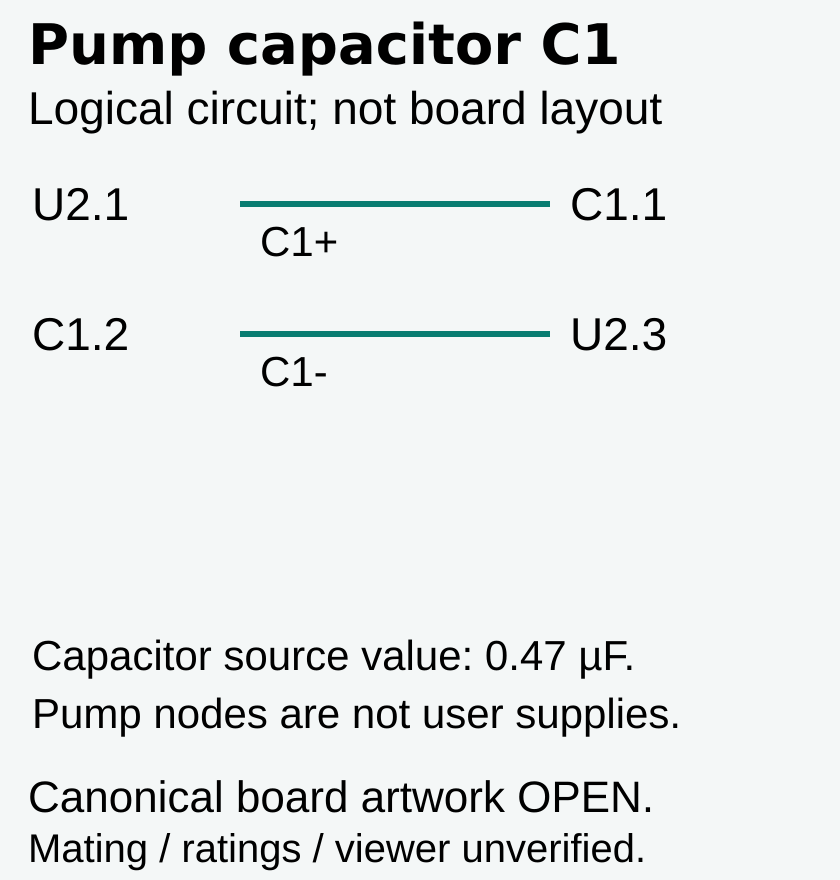 Pump capacitor C1
Logical circuit; not board layout
U2.1 C1.1
C1+
C1.2 U2.3
C1-
Capacitor source value: 0.47 µF.
Pump nodes are not user supplies.
Canonical board artwork OPEN.
Mating / ratings / viewer unverified.